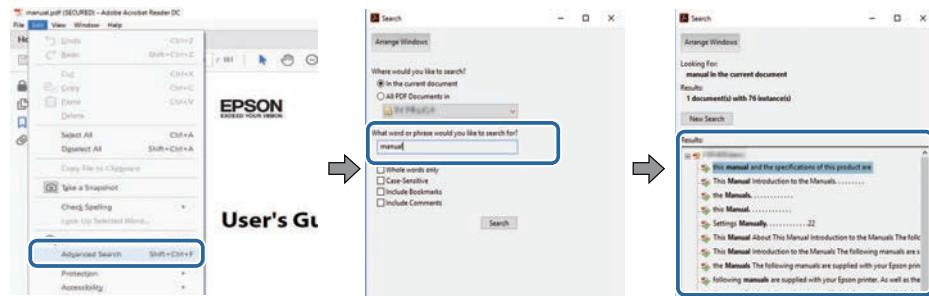 manual.pdf (SECURED) - Adobe Acrobat Reader DC
File Edit View Window Help
Undo Ctrl+Z
Shift+Ctrl+Z
Cut Ctrl+X
Copy Ctrl+C
Paste Ctrl+V
Delete
Select All Ctrl+A
Deselect All Shift+Ctrl+A
Copy File to Clipboard
Take a Snapshot
Check Spelling
Look Up Selected Word...
Advanced Search Shift+Ctrl+F
Protection
Accessibility
/ 181
EPSON
EXCEED YOUR VISION
User's Gu
Search
Arrange Windows
Where would you like to search?
In the current document
All PDF Documents in
What word or phrase would you like to search for?
manual
Whole words only
Case-Sensitive
Include Bookmarks
Include Comments
Search
Search
Arrange Windows
Looking For:
manual in the current document
Results:
1 document(s) with 76 instance(s)
New Search
Results:
this manual and the specifications of this product are
This Manual Introduction to the Manuals. . . . . . . . .
the Manuals. . . . . . . . . . . .
this Manual. . . . . . . . . . . .
Settings Manually. . . . . . . . . . . .22
This Manual About This Manual Introduction to the Manuals The follo
This Manual Introduction to the Manuals The following manuals are s
the Manuals The following manuals are supplied with your Epson prin
following manuals are supplied with your Epson printer. As well as the